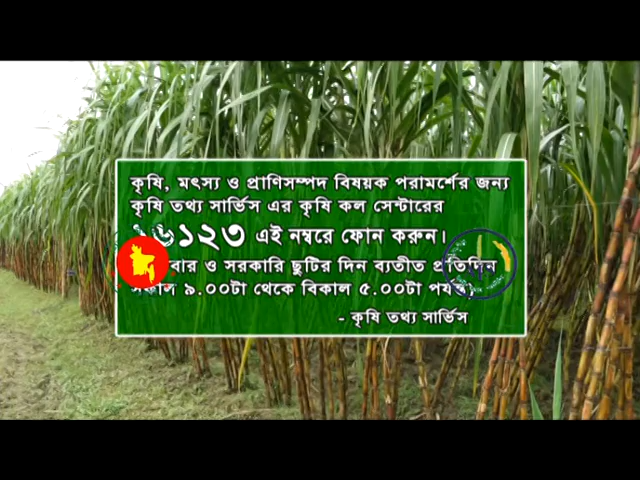 কৃষি, মৎস্য ও প্রাণিসম্পদ বিষয়ক পরামর্শের জন্য
কৃষি তথ্য সার্ভিস এর কৃষি কল সেন্টারের
১৬১২৩ এই নম্বরে ফোন করুন।
ও সরকারি ছুটির দিন ব্যতীত প্রতিদিন
সকাল ৯.০০টা থেকে বিকাল ৫.০০টা পর্যন্ত
- কৃষি তথ্য সার্ভিস